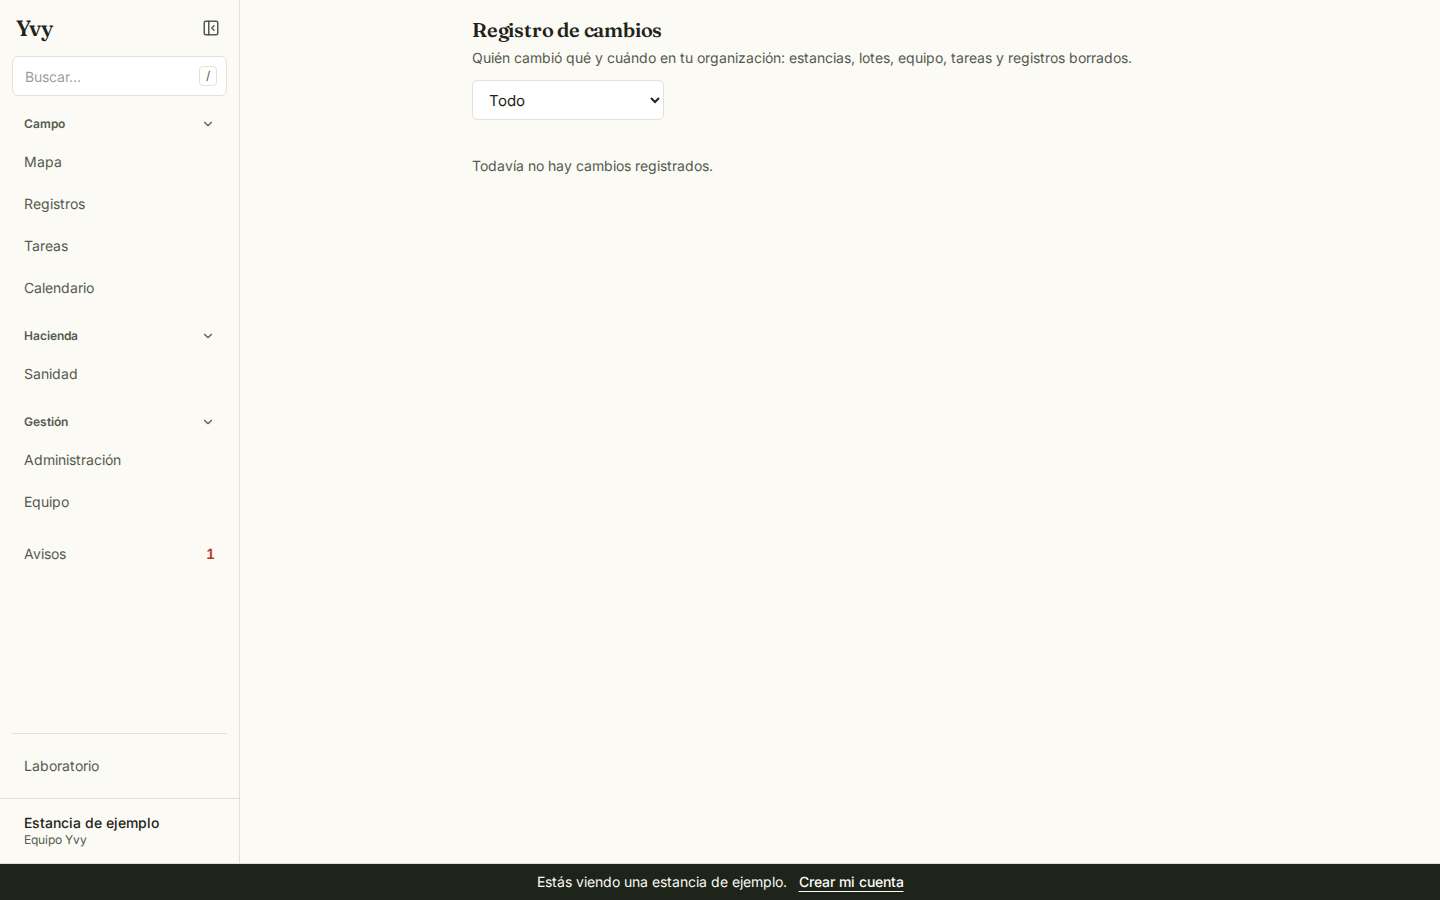 Yvy
Buscar...
/
Campo
Mapa
Registros
Tareas
Calendario
Hacienda
Sanidad
Gestión
Administración
Equipo
Avisos 1
Laboratorio
Estancia de ejemplo
Equipo Yvy
Registro de cambios
Quién cambió qué y cuándo en tu organización: estancias, lotes, equipo, tareas y registros borrados.
Todo
Todavía no hay cambios registrados.
Estás viendo una estancia de ejemplo. Crear mi cuenta